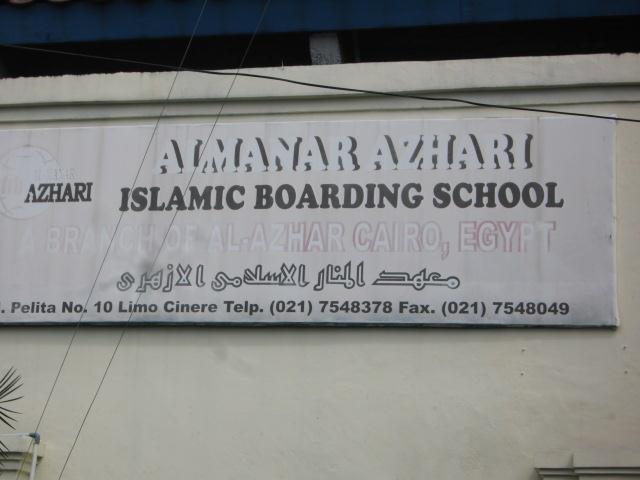 ALMANAR AZHARI
AZHARI
ISLAMIC BOARDING SCHOOL
A BRANCH OF AL-AZHAR CAIRO, EGYPT
معهد المنار الاسلامى الازهرى
. Pelita No. 10 Limo Cinere Telp. (021) 7548378 Fax. (021) 7548049